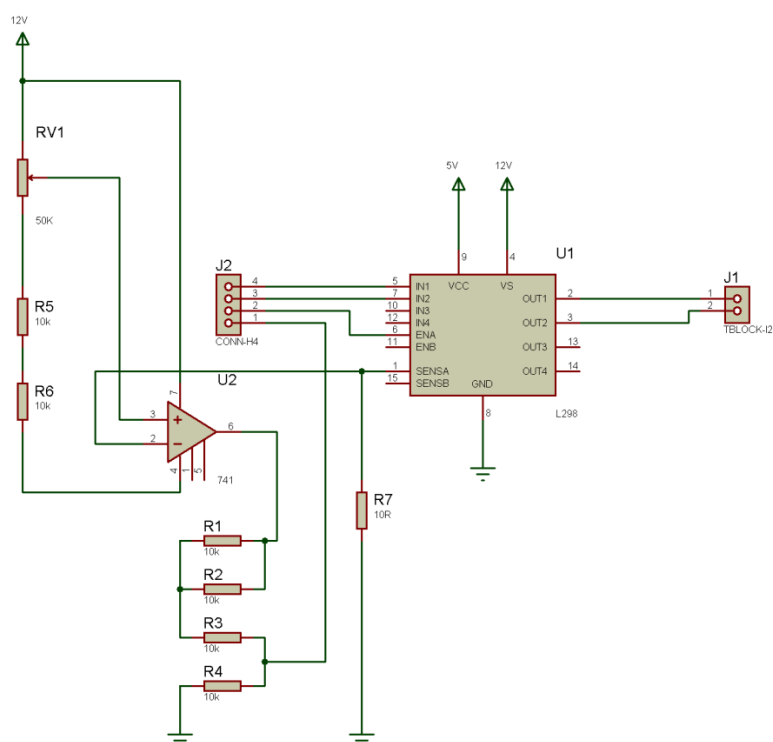 12V
RV1
50K
R5
10k
R6
10k
J2
4
3
2
1
CONN-H4
5V
12V
U1
9
4
VCC
VS
5
IN1
7
IN2
10
IN3
12
IN4
6
ENA
11
ENB
1
SENSA
15
SENSB
GND
8
OUT1
2
OUT2
3
OUT3
13
OUT4
14
L298
J1
1
2
TBLOCK-I2
U2
7
3
+
2
−
6
4
1
5
741
R7
10R
R1
10k
R2
10k
R3
10k
R4
10k